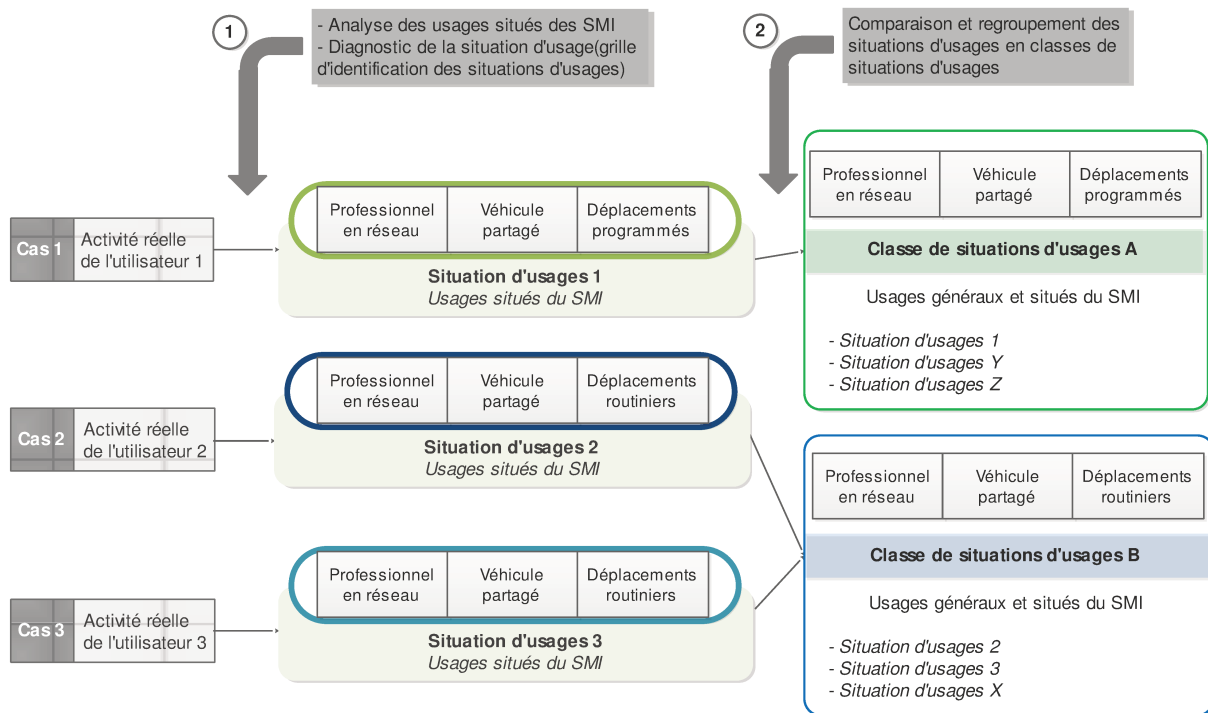 1
- Analyse des usages situés des SMI
- Diagnostic de la situation d'usage(grille
d'identification des situations d'usages)
2
Comparaison et regroupement des
situations d'usages en classes de
situations d'usages
Cas 1
Activité réelle
de l'utilisateur 1
Professionnel
en réseau
Véhicule
partagé
Déplacements
programmés
Situation d'usages 1
Usages situés du SMI
Cas 2
Activité réelle
de l'utilisateur 2
Professionnel
en réseau
Véhicule
partagé
Déplacements
routiniers
Situation d'usages 2
Usages situés du SMI
Cas 3
Activité réelle
de l'utilisateur 3
Professionnel
en réseau
Véhicule
partagé
Déplacements
routiniers
Situation d'usages 3
Usages situés du SMI
Professionnel
en réseau
Véhicule
partagé
Déplacements
programmés
Classe de situations d'usages A
Usages généraux et situés du SMI
- Situation d'usages 1
- Situation d'usages Y
- Situation d'usages Z
Professionnel
en réseau
Véhicule
partagé
Déplacements
routiniers
Classe de situations d'usages B
Usages généraux et situés du SMI
- Situation d'usages 2
- Situation d'usages 3
- Situation d'usages X